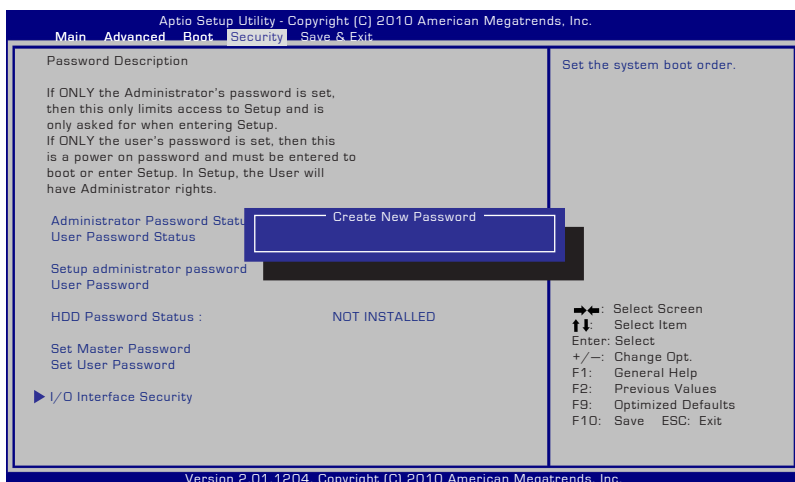 Aptio Setup Utility - Copyright (C) 2010 American Megatrends, Inc.
Main Advanced Boot Security Save & Exit
Password Description
If ONLY the Administrator's password is set,
then this only limits access to Setup and is
only asked for when entering Setup.
If ONLY the user's password is set, then this
is a power on password and must be entered to
boot or enter Setup. In Setup, the User will
have Administrator rights.
Administrator Password Statu
User Password Status
Create New Password
Setup administrator password
User Password
HDD Password Status : NOT INSTALLED
Set Master Password
Set User Password
I/O Interface Security
Set the system boot order.
→←: Select Screen
↑↓: Select Item
Enter: Select
+/—: Change Opt.
F1: General Help
F2: Previous Values
F9: Optimized Defaults
F10: Save ESC: Exit
Version 2.01.1204. Copyright (C) 2010 American Megatrends, Inc.